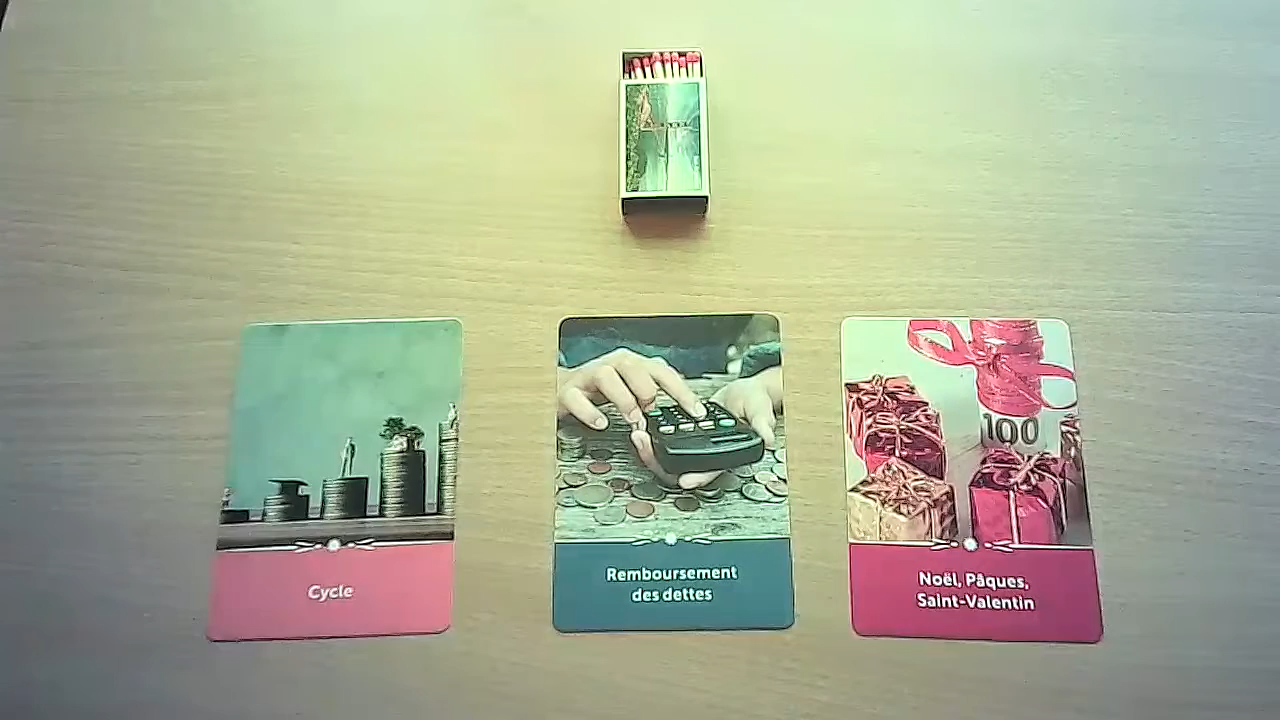 Cycle
Remboursement
des dettes
100
Noël, Pâques,
Saint-Valentin